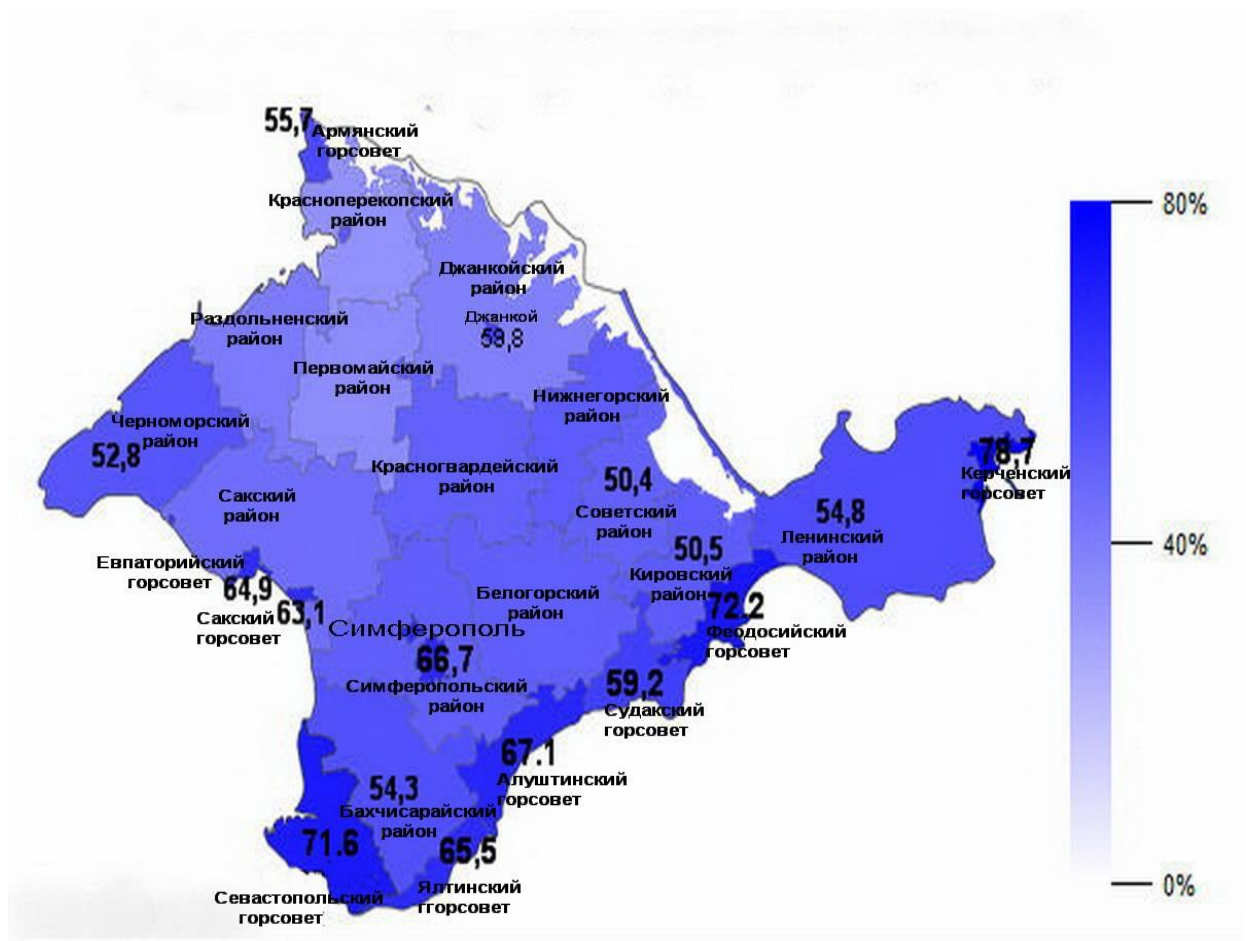 55,7
Армянский
горсовет
Красноперекопский
район
80%
Джанкойский
район
Джанкой
59,8
Раздольненский
район
Первомайский
район
Нижнегорский
район
Черноморский
район
52,8
78,7
Керченский
горсовет
Красногвардейский
район
50,4
Советский
район
Сакский
район
54,8
Ленинский
район
40%
50,5
Кировский
район
Евпаторийский
горсовет
64,9
Сакский
горсовет
63,1
Белогорский
район
72.2
Феодосийский
горсовет
Симферополь
66,7
Симферопольский
район
59,2
Судакский
горсовет
67.1
Алуштинский
горсовет
54,3
Бахчисарайский
район
71.6
65,5
Ялтинский
ггорсовет
Севастопольский
горсовет
0%